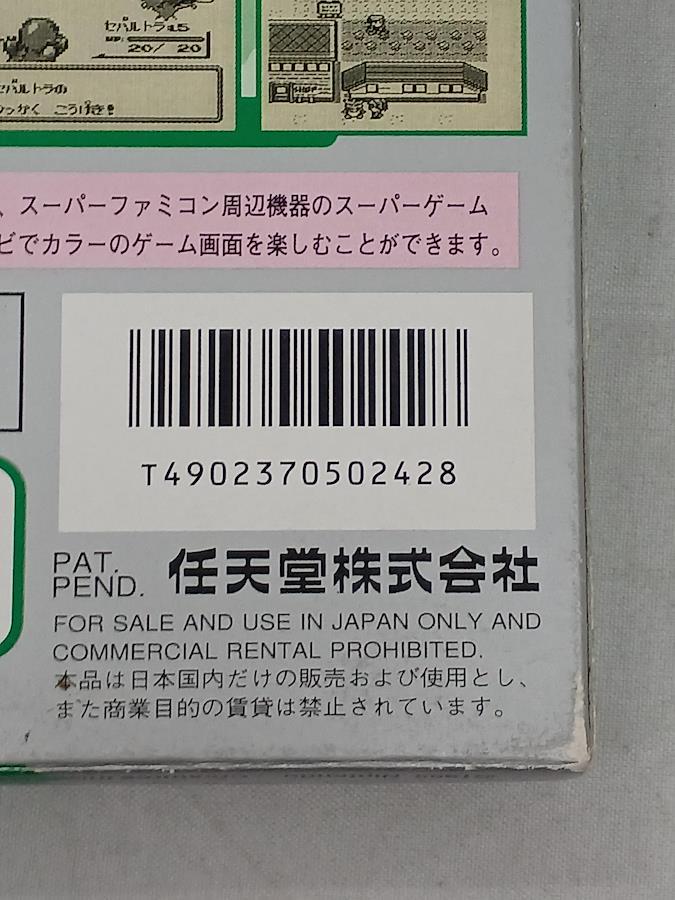 セパルトラ:L5
HP:
20/ 20
セパルトラの
こうげき!
、スーパーファミコン周辺機器のスーパーゲーム
ビでカラーのゲーム画面を楽しむことができます。
T4902370502428
PAT.
PEND.
任天堂株式会社
FOR SALE AND USE IN JAPAN ONLY AND
COMMERCIAL RENTAL PROHIBITED.
本品は日本国内だけの販売および使用とし、
また商業目的の賃貸は禁止されています。